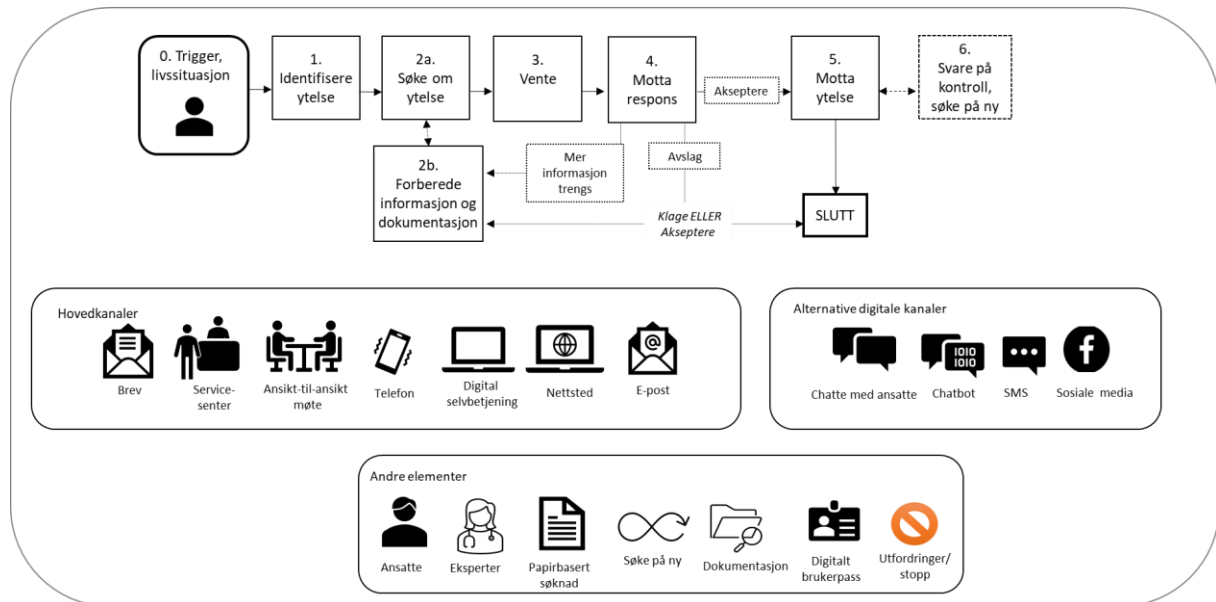 0. Trigger,
livssituasjon
1.
Identifisere
ytelse
2a.
Søke om
ytelse
3.
Vente
4.
Motta
respons
Akseptere
5.
Motta
ytelse
6.
Svare på
kontroll,
søke på ny
2b.
Forberede
informasjon og
dokumentasjon
Mer
informasjon
trengs
Avslag
Klage ELLER
Akseptere
SLUTT
Hovedkanaler
Brev
Service-
senter
Ansikt-til-ansikt
møte
Telefon
Digital
selvbetjening
Nettsted
@
E-post
Alternative digitale kanaler
Chatte med ansatte
1010
1010
Chatbot
SMS
f
Sosiale media
Andre elementer
Ansatte
Eksperter
Papirbasert
søknad
Søke på ny
Dokumentasjon
Digitalt
brukerpass
Utfordringer/
stopp